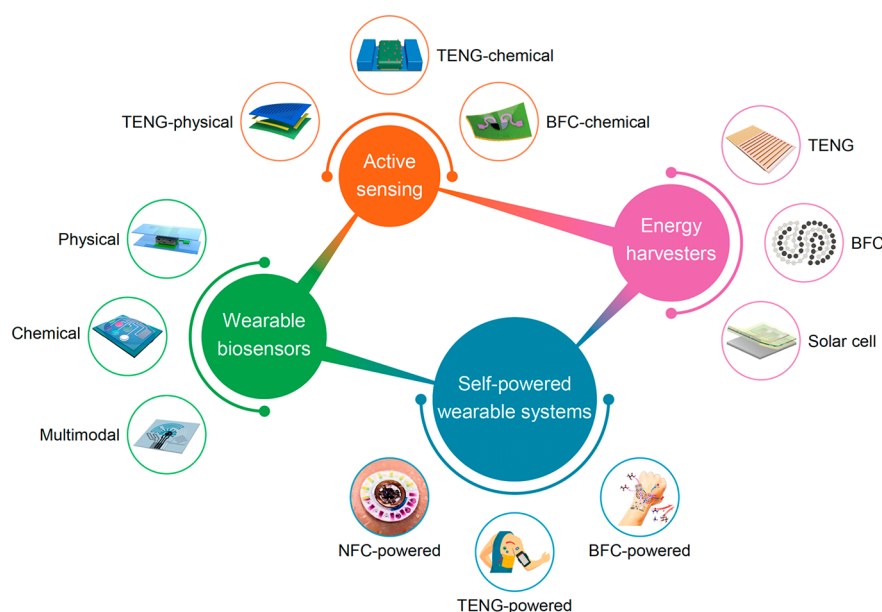 TENG-chemical
TENG-physical
BFC-chemical
Active
sensing
TENG
Energy
harvesters
BFC
Solar cell
Physical
Chemical
Multimodal
Wearable
biosensors
Self-powered
wearable systems
NFC-powered
TENG-powered
BFC-powered